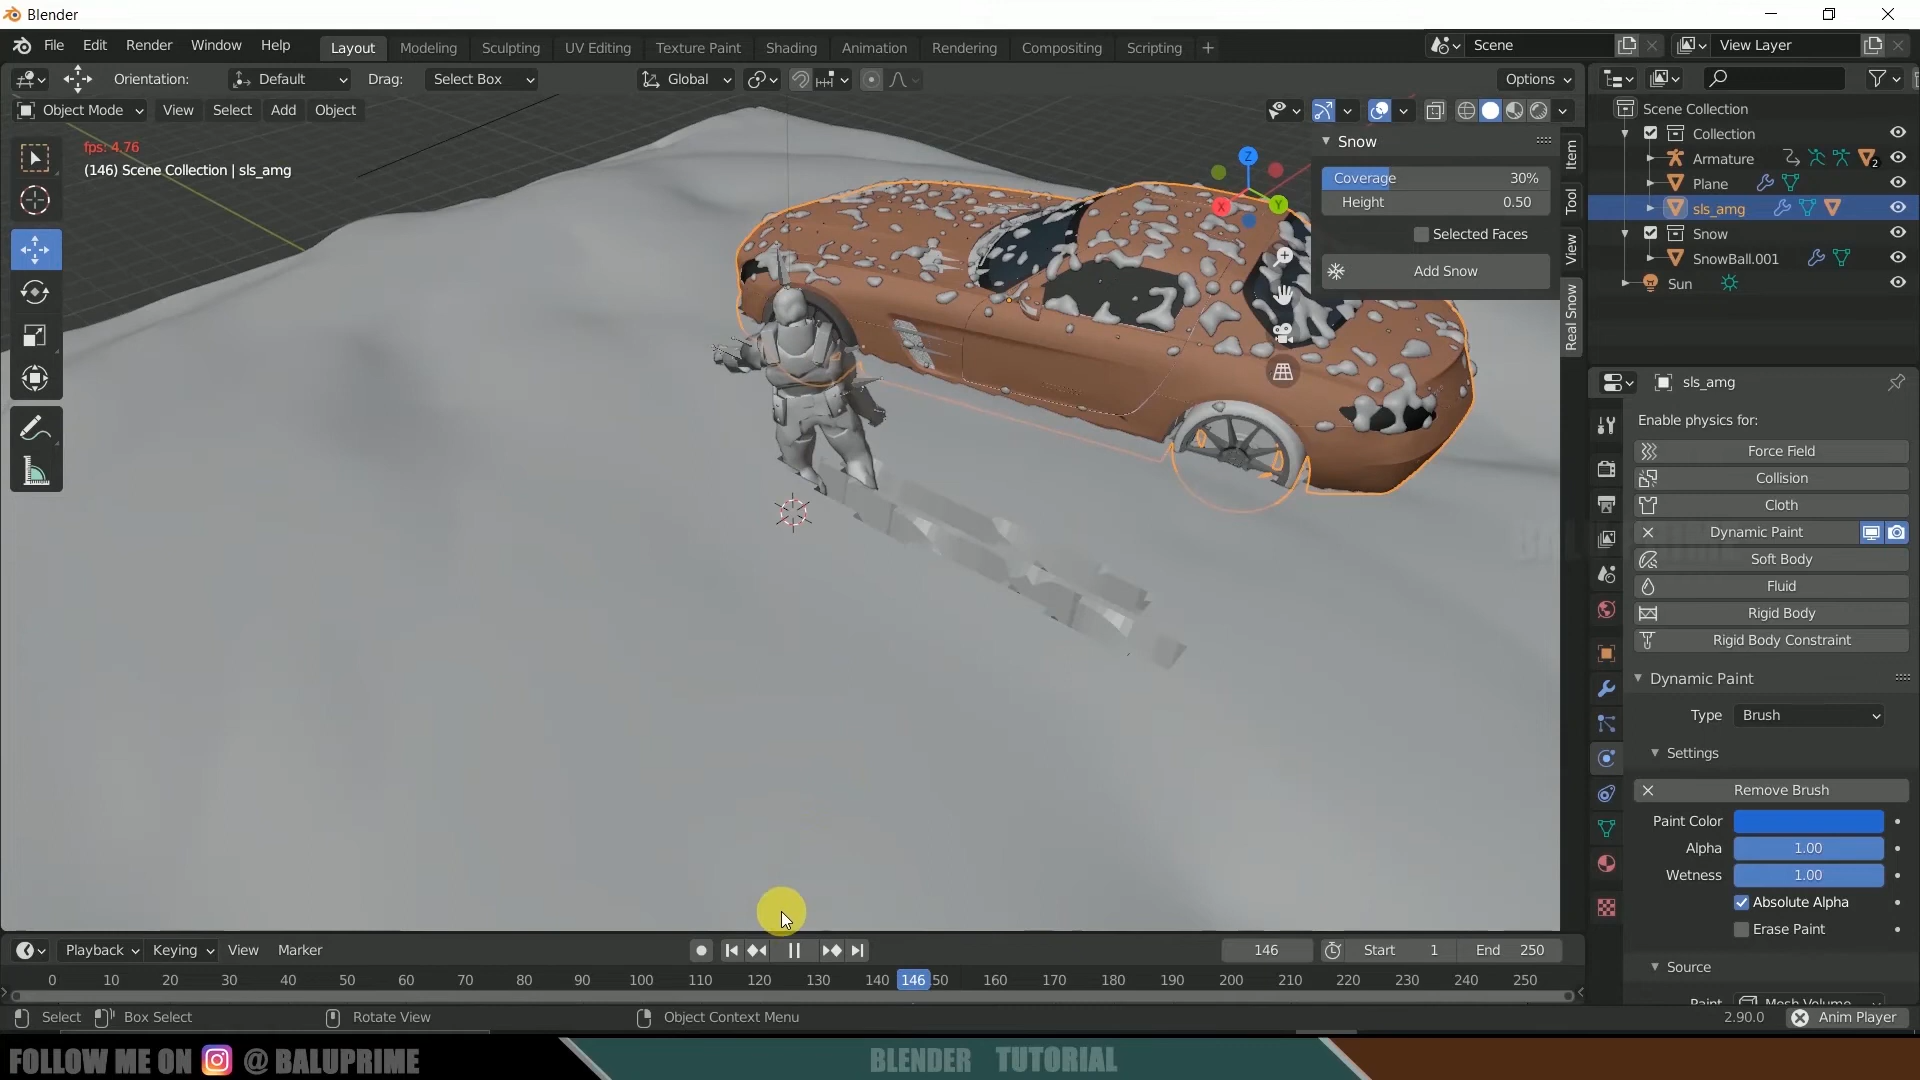 Blender
File Edit Render Window Help Layout Modeling Sculpting UV Editing Texture Paint Shading Animation Rendering Compositing Scripting + Scene View Layer
Orientation: Default Drag: Select Box Global Options
Object Mode View Select Add Object
fps: 4.76
(146) Scene Collection | sls_amg
Snow
Coverage 30%
Height 0.50
Selected Faces
Add Snow
Item
Tool
View
Real Snow
Z
X
Y
Scene Collection
Collection
Armature 2
Plane
sls_amg
Snow
SnowBall.001
Sun
sls_amg
Enable physics for:
Force Field
Collision
Cloth
Dynamic Paint
Soft Body
Fluid
Rigid Body
Rigid Body Constraint
Dynamic Paint
Type Brush
Settings
Remove Brush
Paint Color
Alpha 1.00
Wetness 1.00
Absolute Alpha
Erase Paint
Source
Paint Mesh Volume
Playback Keying View Marker 146 Start 1 End 250
0 10 20 30 40 50 60 70 80 90 100 110 120 130 140 146 50 160 170 180 190 200 210 220 230 240 250
Select Box Select Rotate View Object Context Menu 2.90.0 Anim Player
FOLLOW ME ON @ BALUPRIME BLENDER TUTORIAL